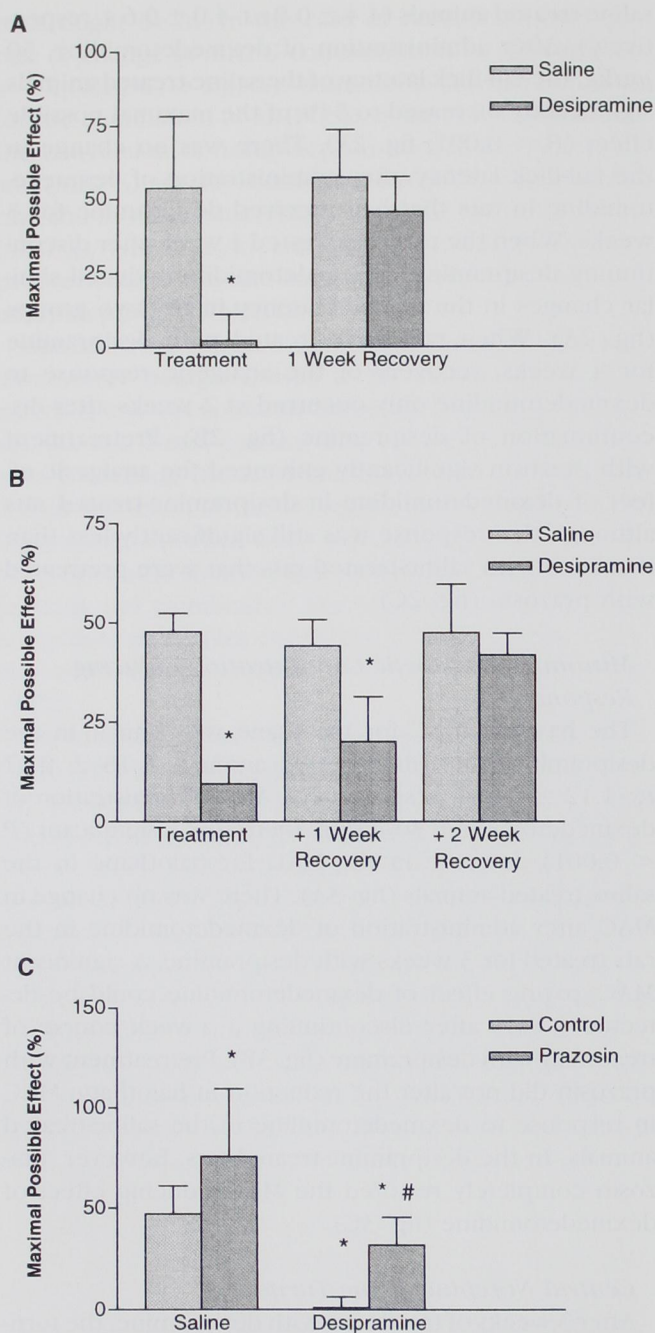 A
Maximal Possible Effect (%)
100
75
50
25
0
Saline
Desipramine
*
Treatment
1 Week Recovery
B
Maximal Possible Effect (%)
75
50
25
0
Saline
Desipramine
*
*
Treatment
+ 1 Week
Recovery
+ 2 Week
Recovery
C
Maximal Possible Effect (%)
150
100
50
0
Control
Prazosin
*
*
* #
Saline
Desipramine